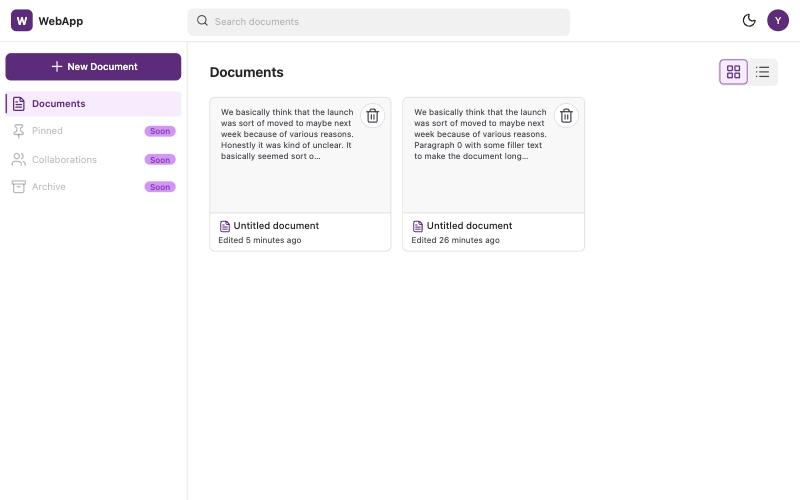 W WebApp
Search documents
Y
New Document
Documents
Pinned Soon
Collaborations Soon
Archive Soon
Documents
We basically think that the launch
was sort of moved to maybe next
week because of various reasons.
Honestly it was kind of unclear. It
basically seemed sort o...
Untitled document
Edited 5 minutes ago
We basically think that the launch
was sort of moved to maybe next
week because of various reasons.
Paragraph 0 with some filler text
to make the document long...
Untitled document
Edited 26 minutes ago